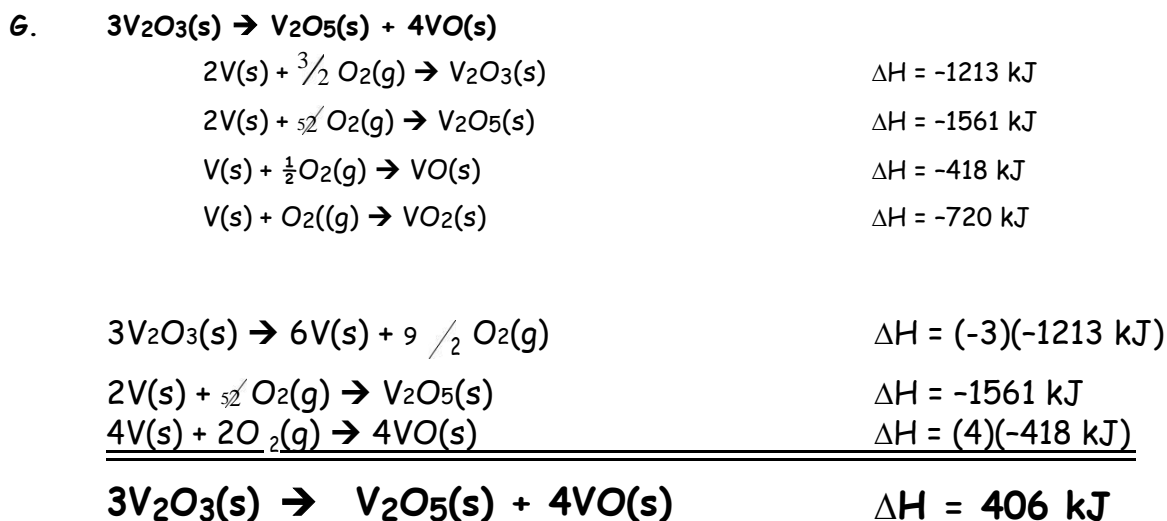 G. 3V2O3(s) → V2O5(s) + 4VO(s)
2V(s) + 3/2 O2(g) → V2O3(s) ΔH = –1213 kJ
2V(s) + 5/2 O2(g) → V2O5(s) ΔH = –1561 kJ
V(s) + ½O2(g) → VO(s) ΔH = –418 kJ
V(s) + O2((g) → VO2(s) ΔH = –720 kJ
3V2O3(s) → 6V(s) + 9/2 O2(g) ΔH = (-3)(–1213 kJ)
2V(s) + 5/2 O2(g) → V2O5(s) ΔH = –1561 kJ
4V(s) + 2O2(g) → 4VO(s) ΔH = (4)(–418 kJ)
3V2O3(s) → V2O5(s) + 4VO(s) ΔH = 406 kJ